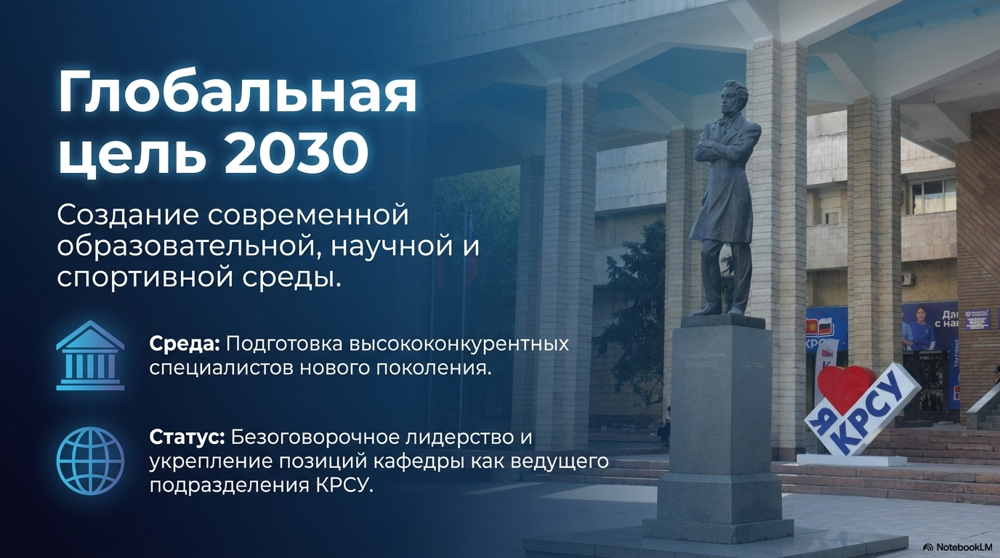 Глобальная
цель 2030
Создание современной
образовательной, научной и
спортивной среды.
Среда: Подготовка высококонкурентных
специалистов нового поколения.
Статус: Безоговорочное лидерство и
укрепление позиций кафедры как ведущего
подразделения КРСУ.
Я
КРСУ
NotebookLM